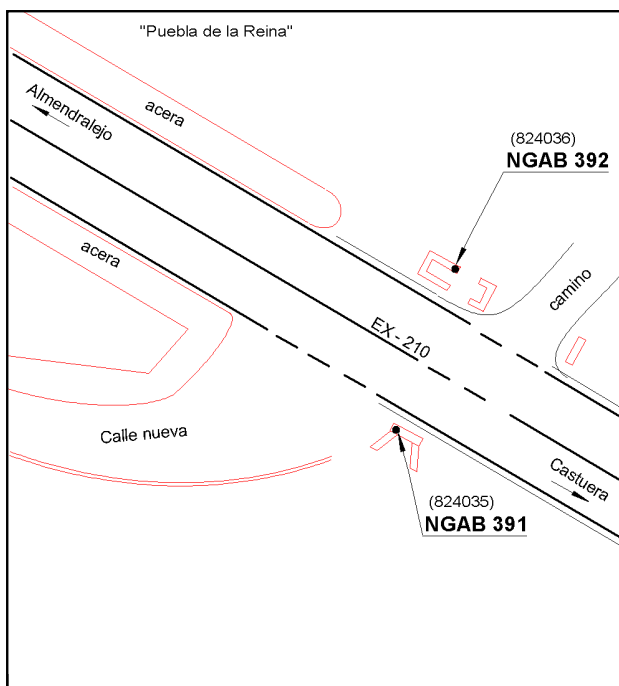 "Puebla de la Reina"
Almendralejo
acera
(824036)
NGAB 392
acera
camino
EX - 210
Calle nueva
Castuera
(824035)
NGAB 391